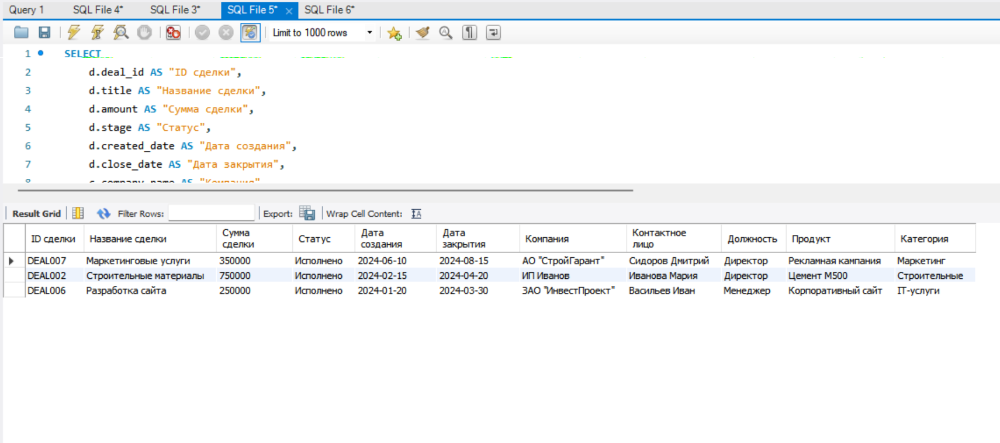 Query 1 SQL File 4* SQL File 3* SQL File 5* SQL File 6*
Limit to 1000 rows
1 SELECT
2 d.deal_id AS "ID сделки",
3 d.title AS "Название сделки",
4 d.amount AS "Сумма сделки",
5 d.stage AS "Статус",
6 d.created_date AS "Дата создания",
7 d.close_date AS "Дата закрытия",
8 c.company_name AS "Компания"
Result Grid Filter Rows: Export: Wrap Cell Content:
ID сделки Название сделки Сумма сделки Статус Дата создания Дата закрытия Компания Контактное лицо Должность Продукт Категория
DEAL007 Маркетинговые услуги 350000 Исполнено 2024-06-10 2024-08-15 АО "СтройГарант" Сидоров Дмитрий Директор Рекламная кампания Маркетинг
DEAL002 Строительные материалы 750000 Исполнено 2024-02-15 2024-04-20 ИП Иванов Иванова Мария Директор Цемент М500 Строительные
DEAL006 Разработка сайта 250000 Исполнено 2024-01-20 2024-03-30 ЗАО "ИнвестПроект" Васильев Иван Менеджер Корпоративный сайт IT-услуги